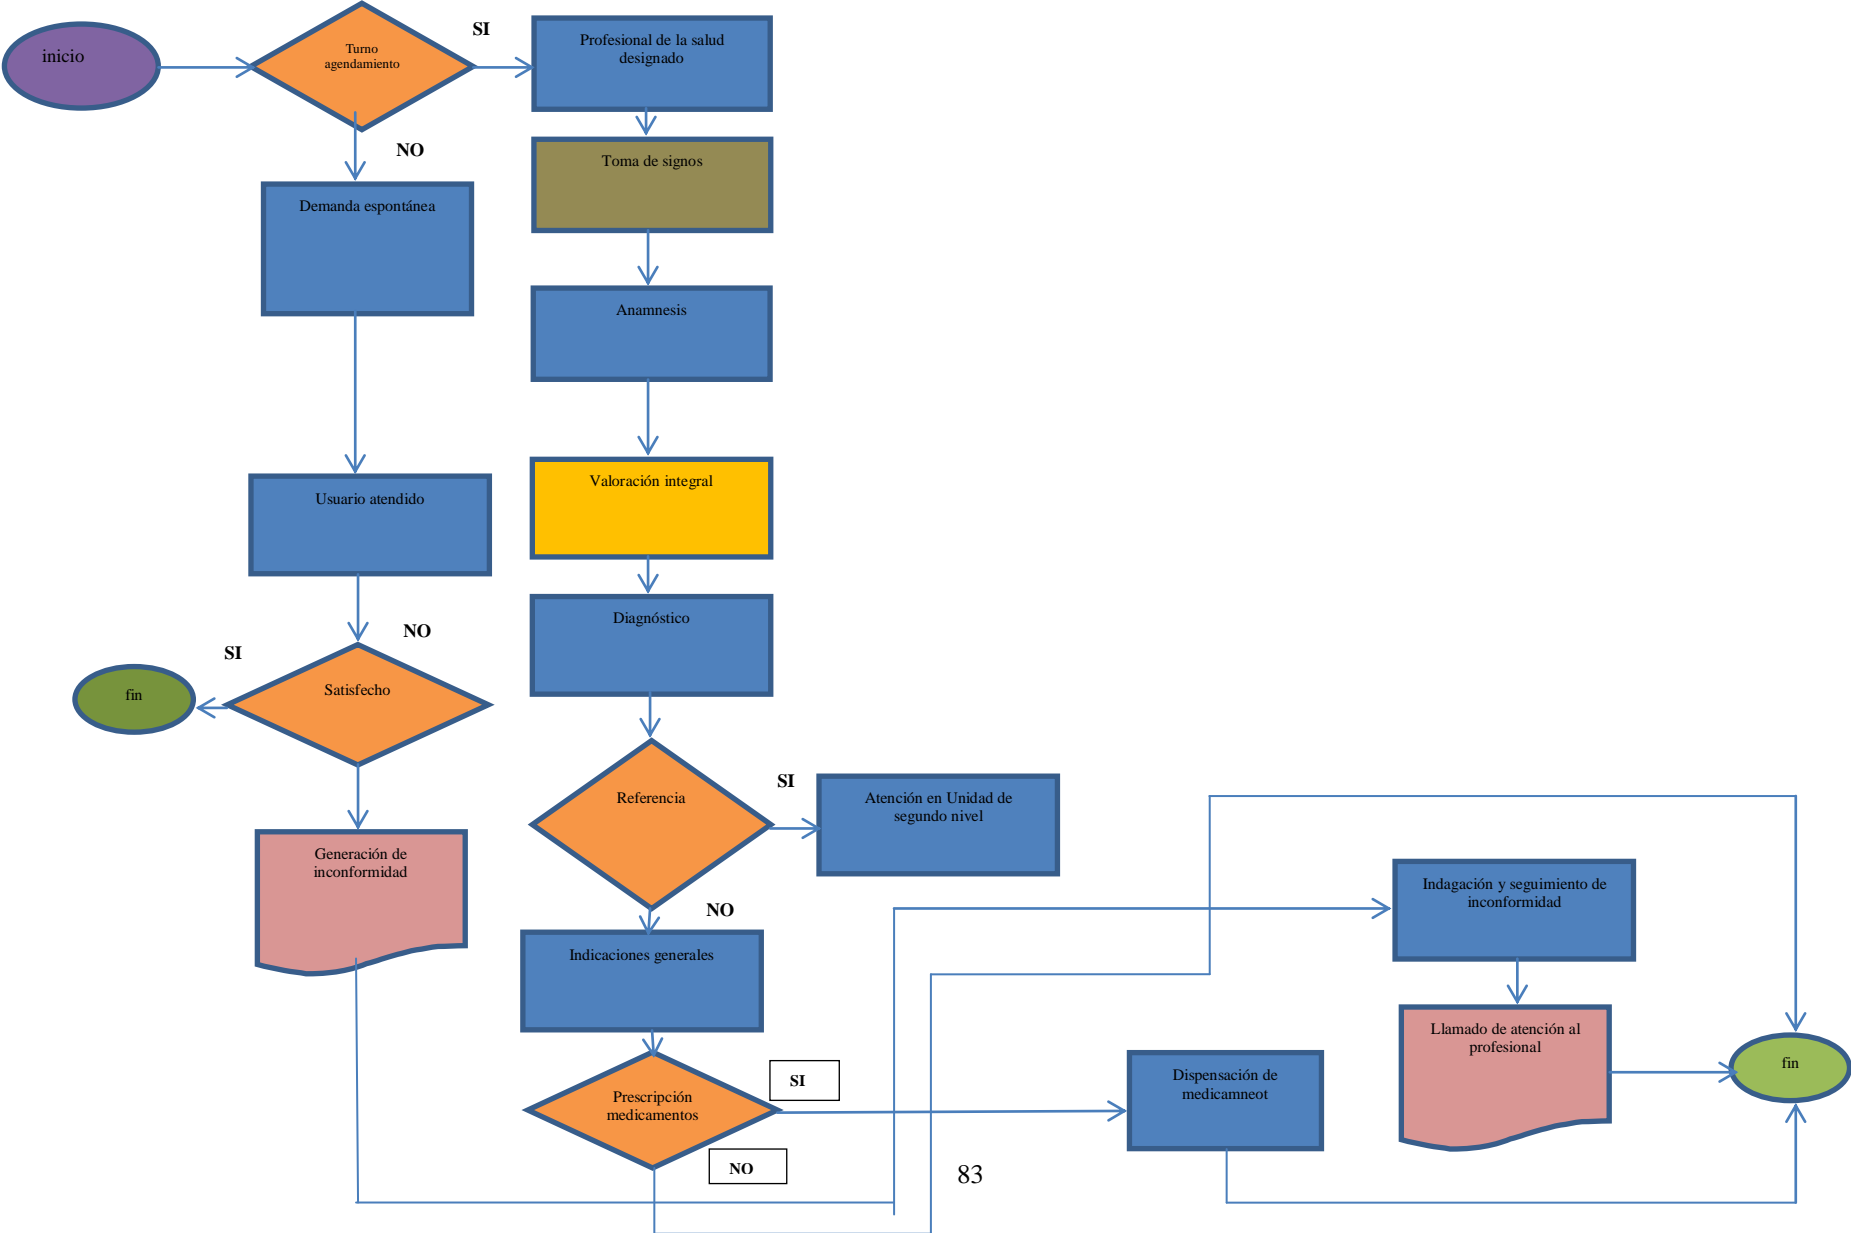 inicio
Turno
agendamiento
SI
Profesional de la salud
designado
NO
Toma de signos
Demanda espontánea
Anamnesis
Usuario atendido
Valoración integral
NO
SI
Diagnóstico
fin
Satisfecho
Referencia
SI
Atención en Unidad de
segundo nivel
Generación de
inconformidad
NO
Indagación y seguimiento de
inconformidad
Indicaciones generales
Llamado de atención al
profesional
fin
SI
Prescripción
medicamentos
Dispensación de
medicamneot
NO
83